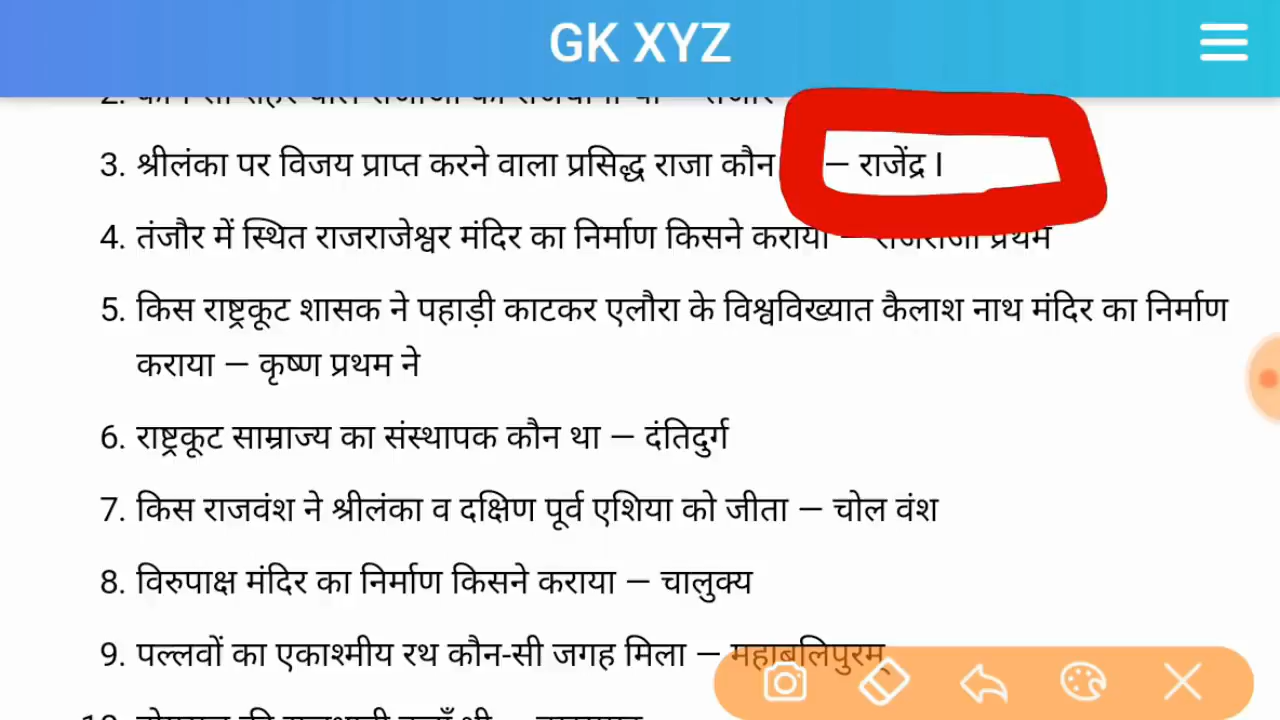 GK XYZ
3. श्रीलंका पर विजय प्राप्त करने वाला प्रसिद्ध राजा कौन — राजेंद्र I
4. तंजौर में स्थित राजराजेश्वर मंदिर का निर्माण किसने कराया — राजराजा प्रथम
5. किस राष्ट्रकूट शासक ने पहाड़ी काटकर एलौरा के विश्वविख्यात कैलाश नाथ मंदिर का निर्माण
कराया — कृष्ण प्रथम ने
6. राष्ट्रकूट साम्राज्य का संस्थापक कौन था — दंतिदुर्ग
7. किस राजवंश ने श्रीलंका व दक्षिण पूर्व एशिया को जीता — चोल वंश
8. विरुपाक्ष मंदिर का निर्माण किसने कराया — चालुक्य
9. पल्लवों का एकाश्मीय रथ कौन-सी जगह मिला — महाबलिपुरम्